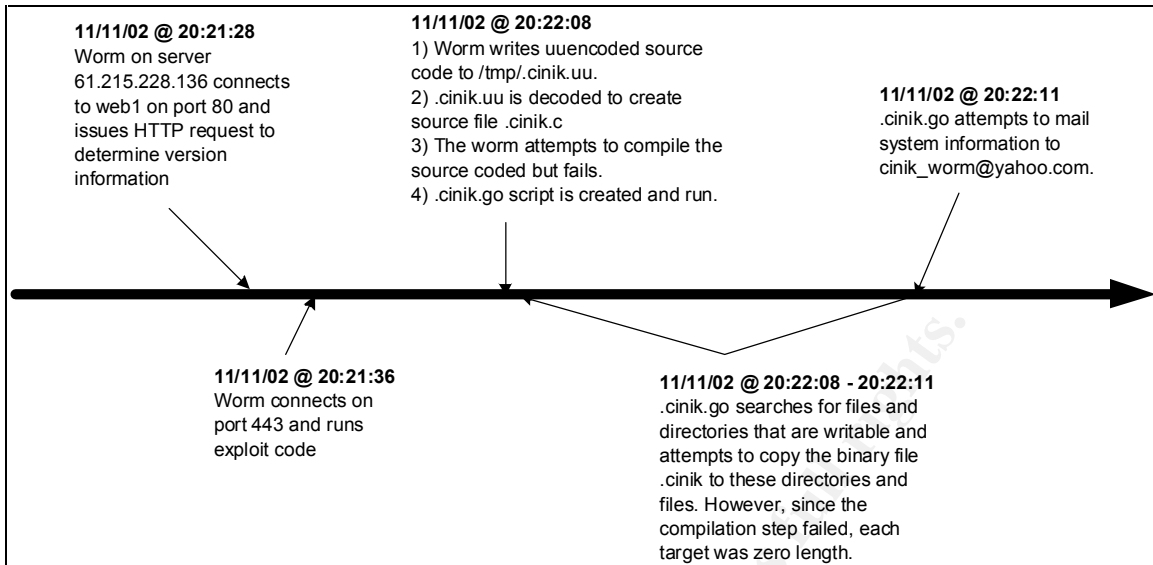 11/11/02 @ 20:21:28
Worm on server
61.215.228.136 connects
to web1 on port 80 and
issues HTTP request to
determine version
information
11/11/02 @ 20:22:08
1) Worm writes uuencoded source
code to /tmp/.cinik.uu.
2) .cinik.uu is decoded to create
source file .cinik.c
3) The worm attempts to compile the
source coded but fails.
4) .cinik.go script is created and run.
11/11/02 @ 20:22:11
.cinik.go attempts to mail
system information to
cinik_worm@yahoo.com.
11/11/02 @ 20:21:36
Worm connects on
port 443 and runs
exploit code
11/11/02 @ 20:22:08 - 20:22:11
.cinik.go searches for files and
directories that are writable and
attempts to copy the binary file
.cinik to these directories and
files. However, since the
compilation step failed, each
target was zero length.
full rights.